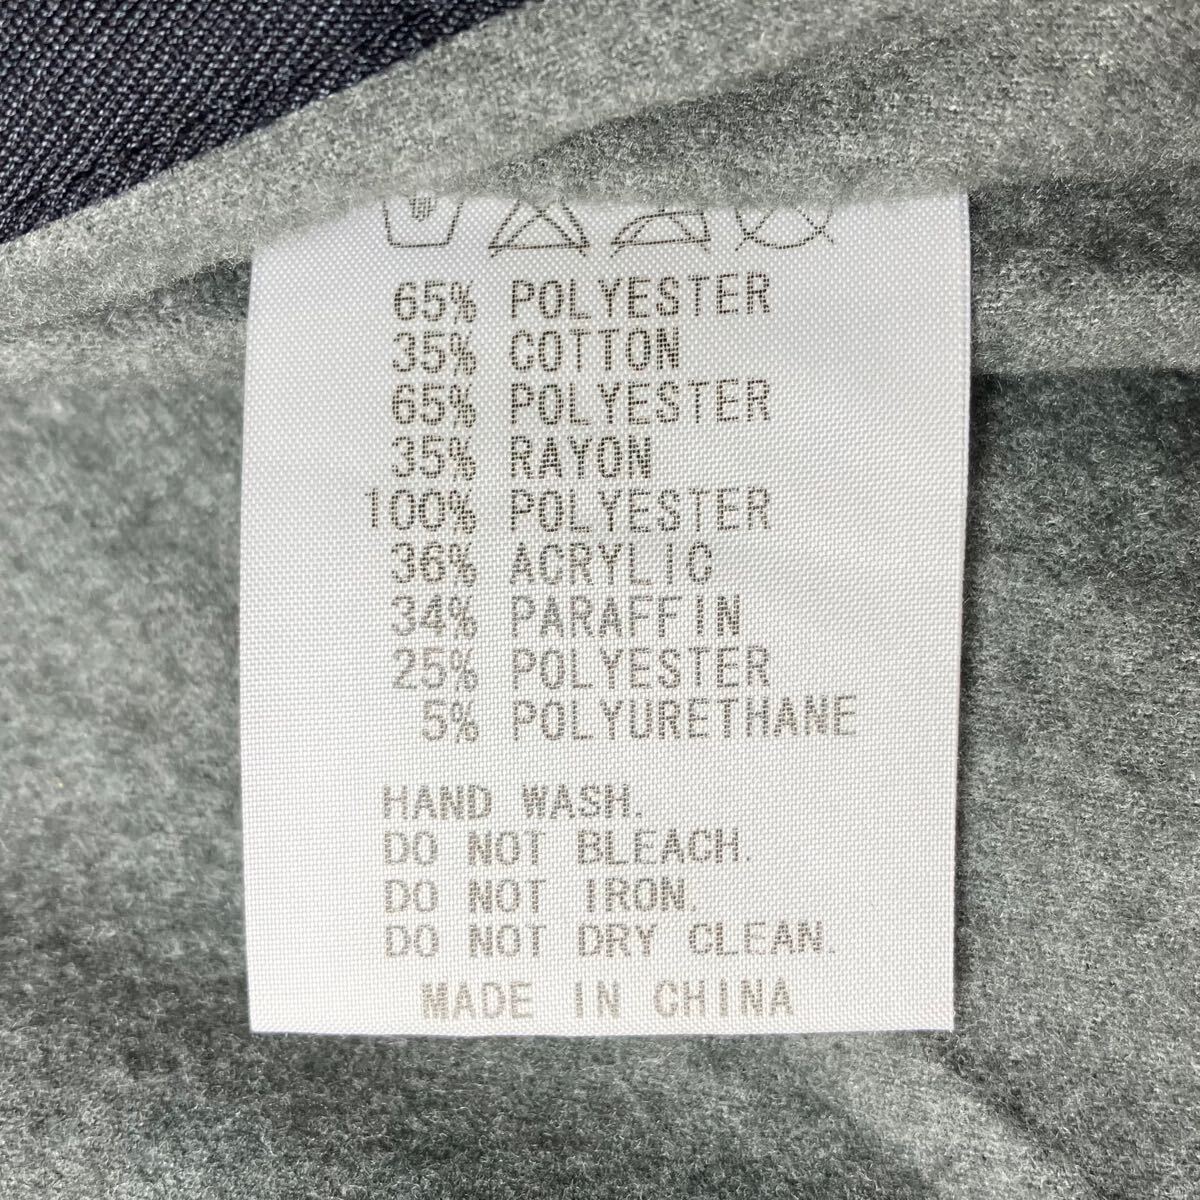 65% POLYESTER
35% COTTON
65% POLYESTER
35% RAYON
100% POLYESTER
36% ACRYLIC
34% PARAFFIN
25% POLYESTER
5% POLYURETHANE
HAND WASH.
DO NOT BLEACH.
DO NOT IRON.
DO NOT DRY CLEAN.
MADE IN CHINA